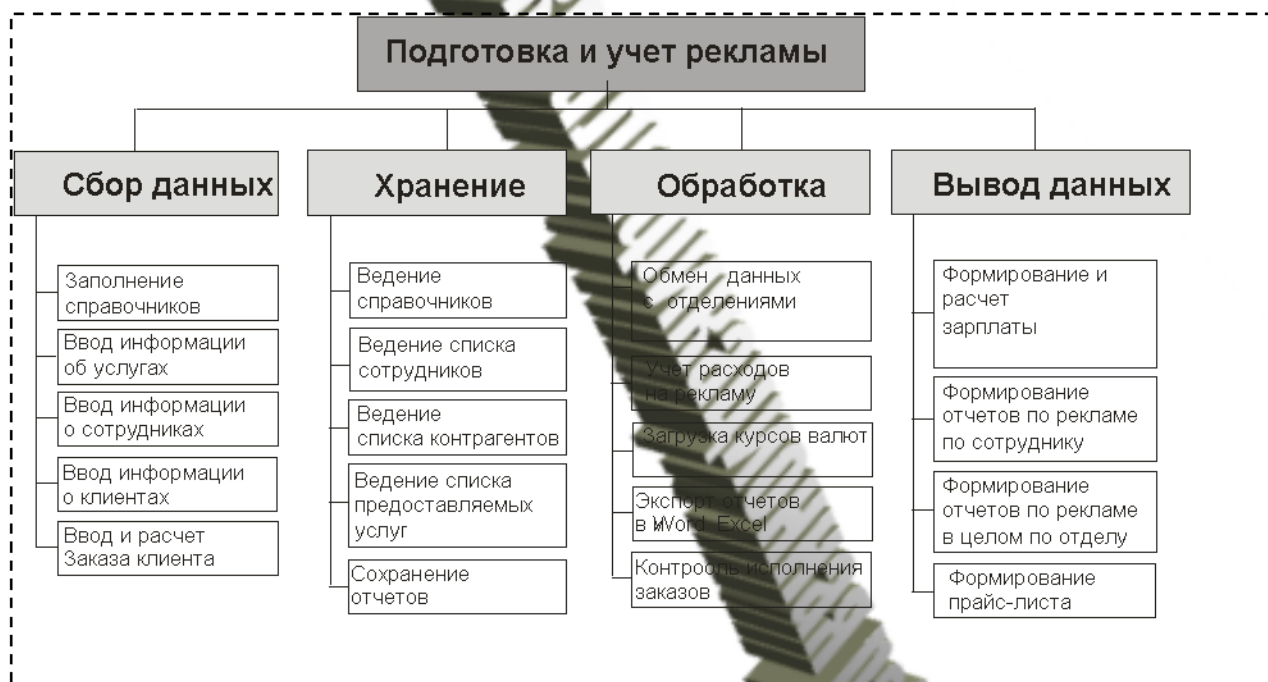 Подготовка и учет рекламы
Сбор данных
Заполнение
справочников
Ввод информации
об услугах
Ввод информации
о сотрудниках
Ввод информации
о клиентах
Ввод и расчет
Заказа клиента
Хранение
Ведение
справочников
Ведение списка
сотрудников
Ведение
списка контрагентов
Ведение списка
предоставляемых
услуг
Сохранение
отчетов
Обработка
Обмен данных
с отделениями
Учет расходов
на рекламу
Загрузка курсов валют
Экспорт отчетов
в Word Excel
Контрооль исполнения
заказов
Вывод данных
Формирование и
расчет
зарплаты
Формирование
отчетов по рекламе
по сотруднику
Формирование
отчетов по рекламе
в целом по отделу
Формирование
прайс-листа